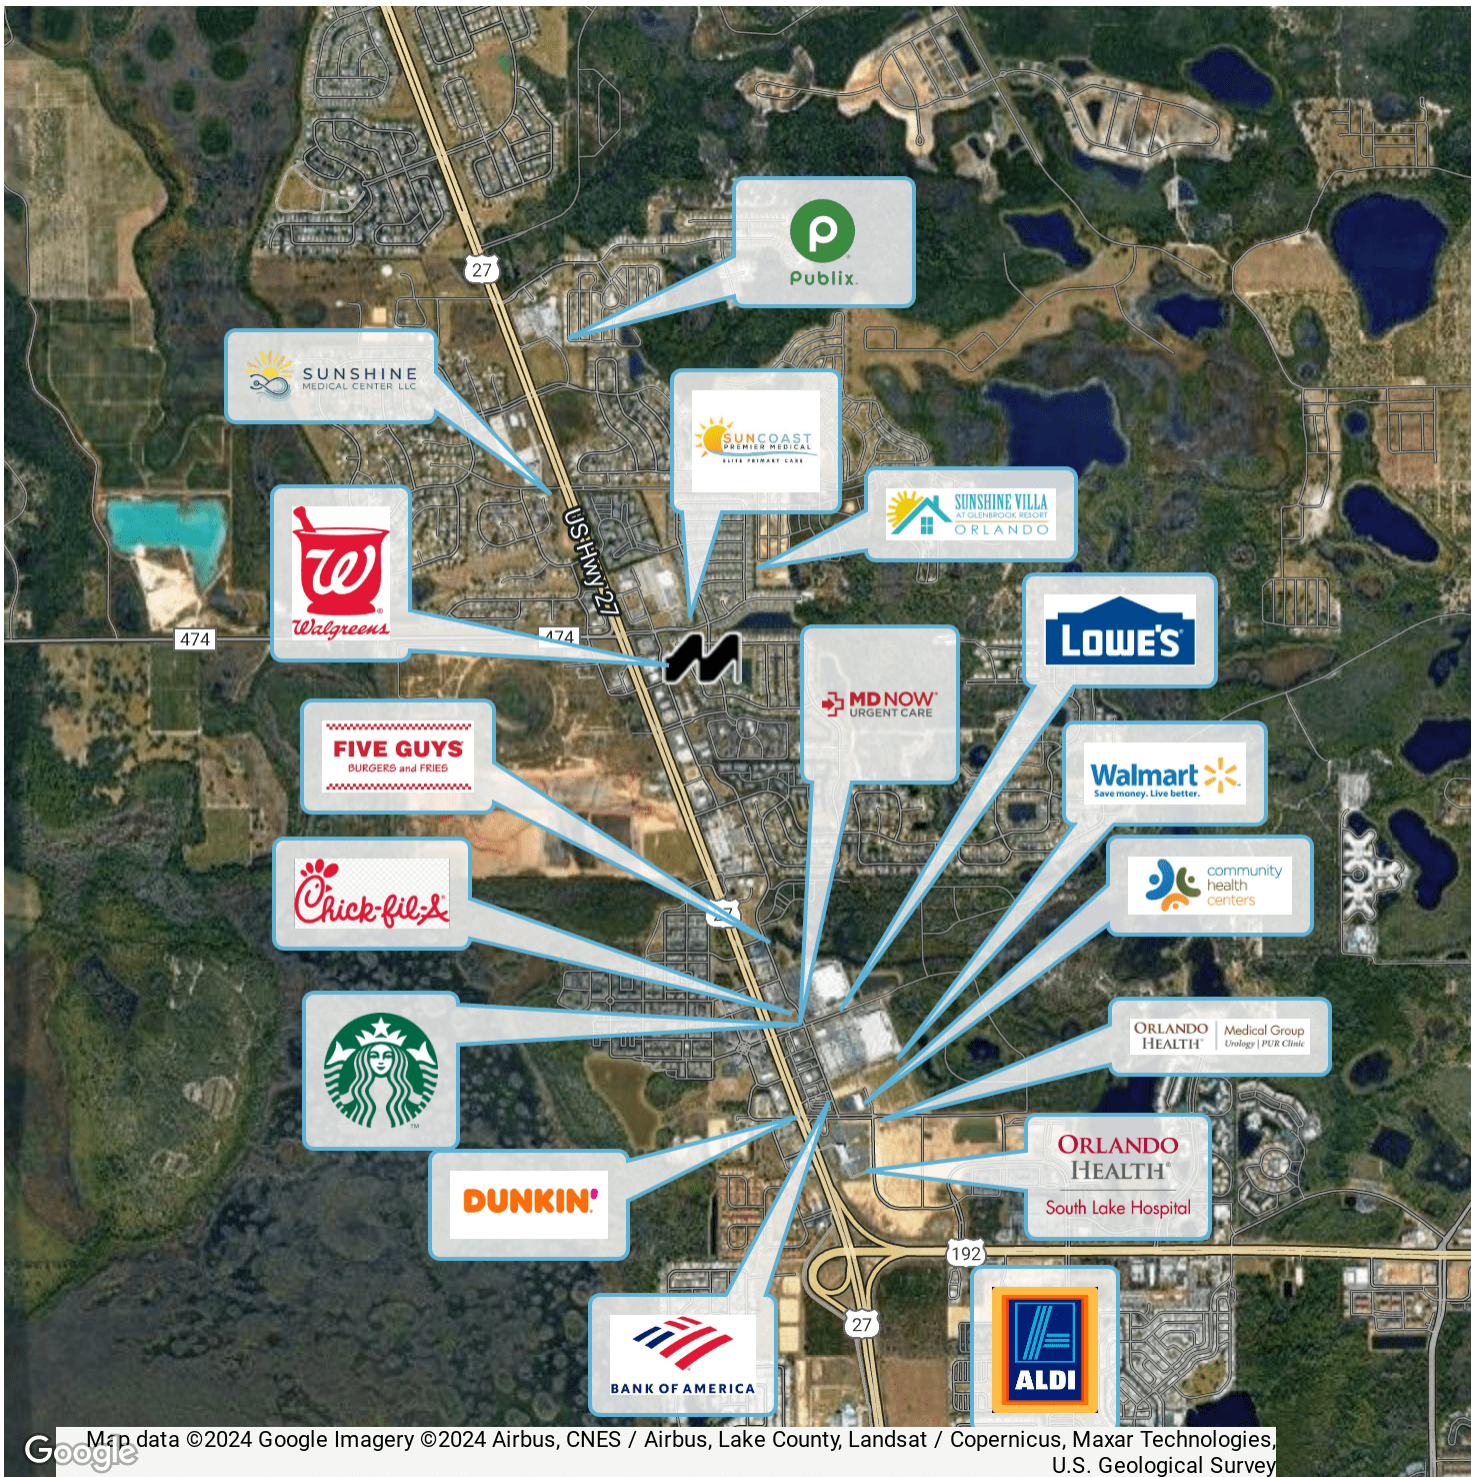 27
Publix.
SUNSHINE
MEDICAL CENTER LLC
SUNCOAST
PREMIER MEDICAL
ELITE PRIMARY CARE
SUNSHINE VILLA
AT GLENBROOK RESORT
ORLANDO
US Hwy 27
W
Walgreens
474
474
LOWE'S
MD NOW
URGENT CARE
FIVE GUYS
BURGERS and FRIES
Walmart
Save money. Live better.
Chick-fil-A
community
health
centers
27
ORLANDO
HEALTH®
Medical Group
Urology | PUR Clinic
ORLANDO
HEALTH®
South Lake Hospital
DUNKIN'
192
27
BANK OF AMERICA
ALDI
Google
Map data ©2024 Google Imagery ©2024 Airbus, CNES / Airbus, Lake County, Landsat / Copernicus, Maxar Technologies,
U.S. Geological Survey